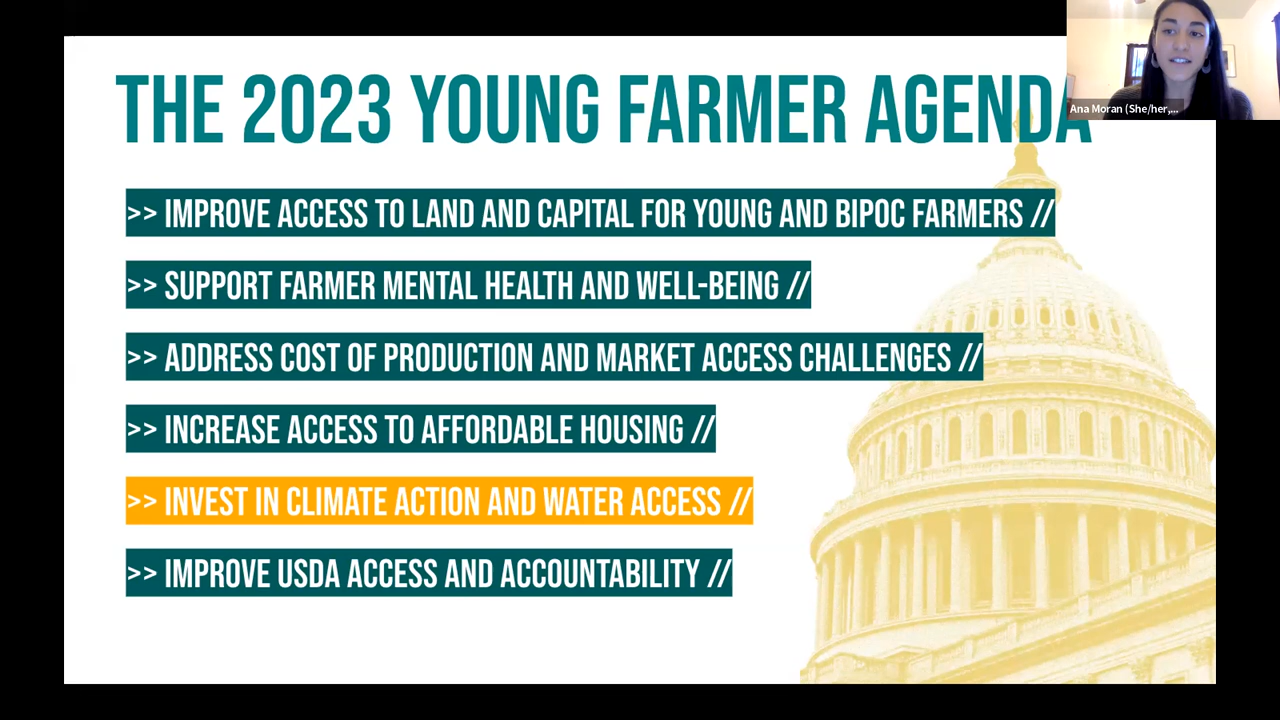 THE 2023 YOUNG FARMER AGENDA
Ana Moran (She/her,...
>> IMPROVE ACCESS TO LAND AND CAPITAL FOR YOUNG AND BIPOC FARMERS //
>> SUPPORT FARMER MENTAL HEALTH AND WELL-BEING //
>> ADDRESS COST OF PRODUCTION AND MARKET ACCESS CHALLENGES //
>> INCREASE ACCESS TO AFFORDABLE HOUSING //
>> INVEST IN CLIMATE ACTION AND WATER ACCESS //
>> IMPROVE USDA ACCESS AND ACCOUNTABILITY //